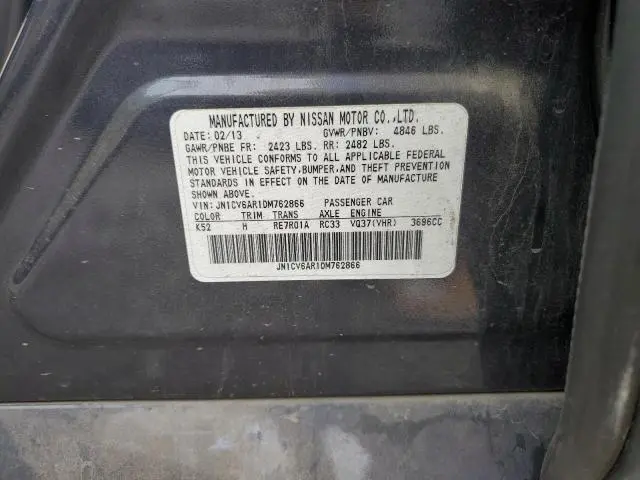 MANUFACTURED BY NISSAN MOTOR CO.,LTD.
DATE: 02/13 GVWR/PNBV: 4846 LBS.
GAWR/PNBE FR: 2423 LBS. RR: 2482 LBS.
THIS VEHICLE CONFORMS TO ALL APPLICABLE FEDERAL
MOTOR VEHICLE SAFETY,BUMPER,AND THEFT PREVENTION
STANDARDS IN EFFECT ON THE DATE OF MANUFACTURE
SHOWN ABOVE.
VIN: JN1CV6AR1DM762866 PASSENGER CAR
COLOR TRIM TRANS AXLE ENGINE
K52 H RE7R01A RC33 VQ37(VHR) 3696CC
JN1CV6AR1DM762866